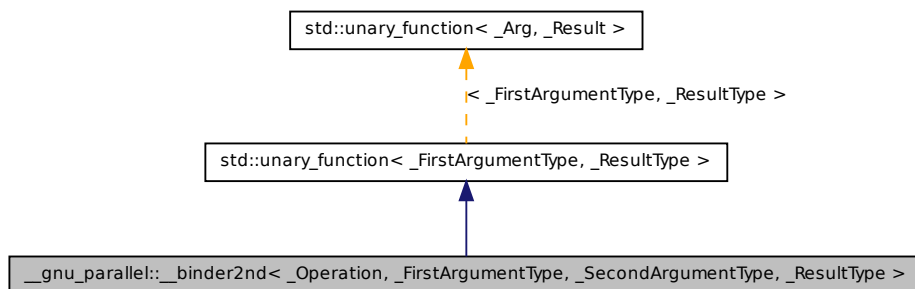 std::unary_function< _Arg, _Result >
< _FirstArgumentType, _ResultType >
std::unary_function< _FirstArgumentType, _ResultType >
__gnu_parallel::__binder2nd< _Operation, _FirstArgumentType, _SecondArgumentType, _ResultType >